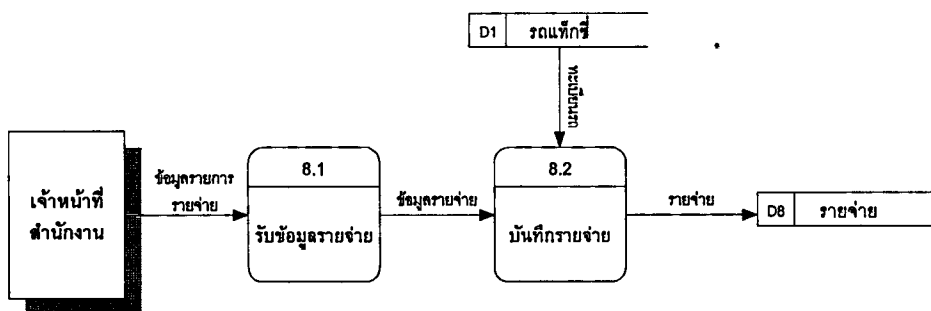 D1 รถแท็กซี่
ทะเบียนรถ
เจ้าหน้าที่
สำนักงาน
ข้อมูลรายการ
รายจ่าย
8.1
รับข้อมูลรายจ่าย
ข้อมูลรายจ่าย
8.2
บันทึกรายจ่าย
รายจ่าย
D8 รายจ่าย